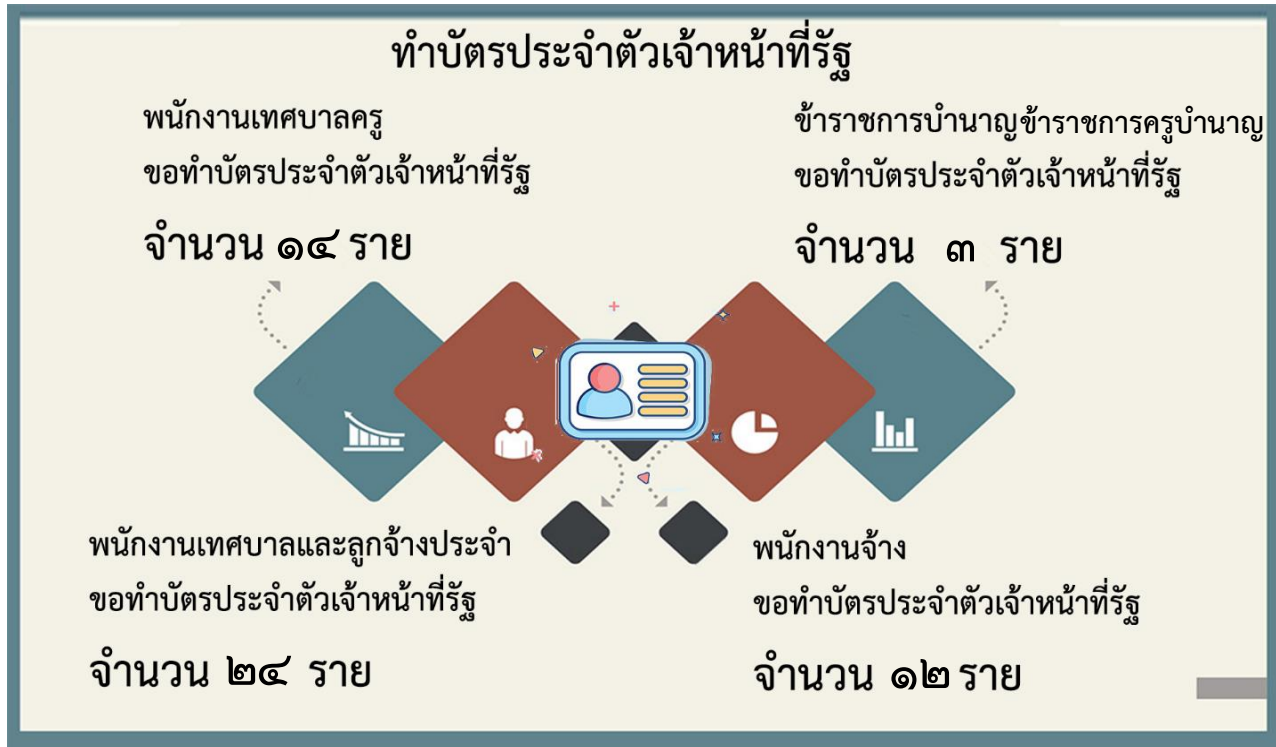 ทำบัตรประจำตัวเจ้าหน้าที่รัฐ
พนักงานเทศบาลครู
ขอทำบัตรประจำตัวเจ้าหน้าที่รัฐ
จำนวน ๑๔ ราย
ข้าราชการบำนาญข้าราชการครูบำนาญ
ขอทำบัตรประจำตัวเจ้าหน้าที่รัฐ
จำนวน ๓ ราย
พนักงานเทศบาลและลูกจ้างประจำ
ขอทำบัตรประจำตัวเจ้าหน้าที่รัฐ
จำนวน ๒๔ ราย
พนักงานจ้าง
ขอทำบัตรประจำตัวเจ้าหน้าที่รัฐ
จำนวน ๑๒ ราย